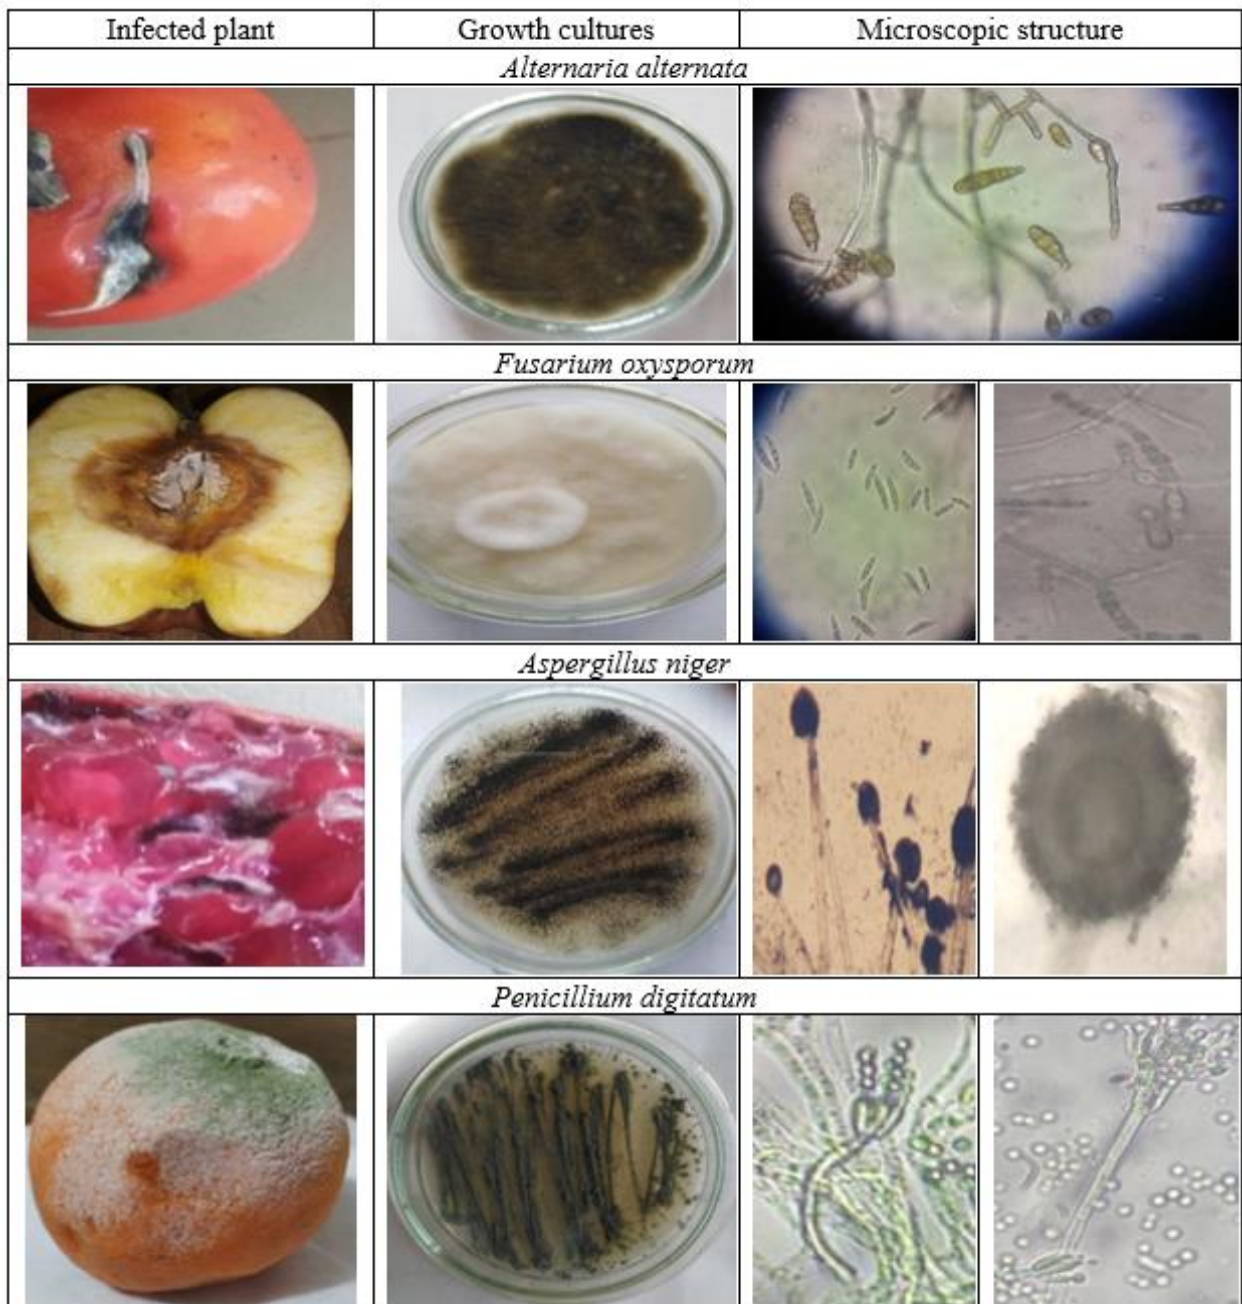 Infected plant
Growth cultures
Microscopic structure
Alternaria alternata
Fusarium oxysporum
Aspergillus niger
Penicillium digitatum